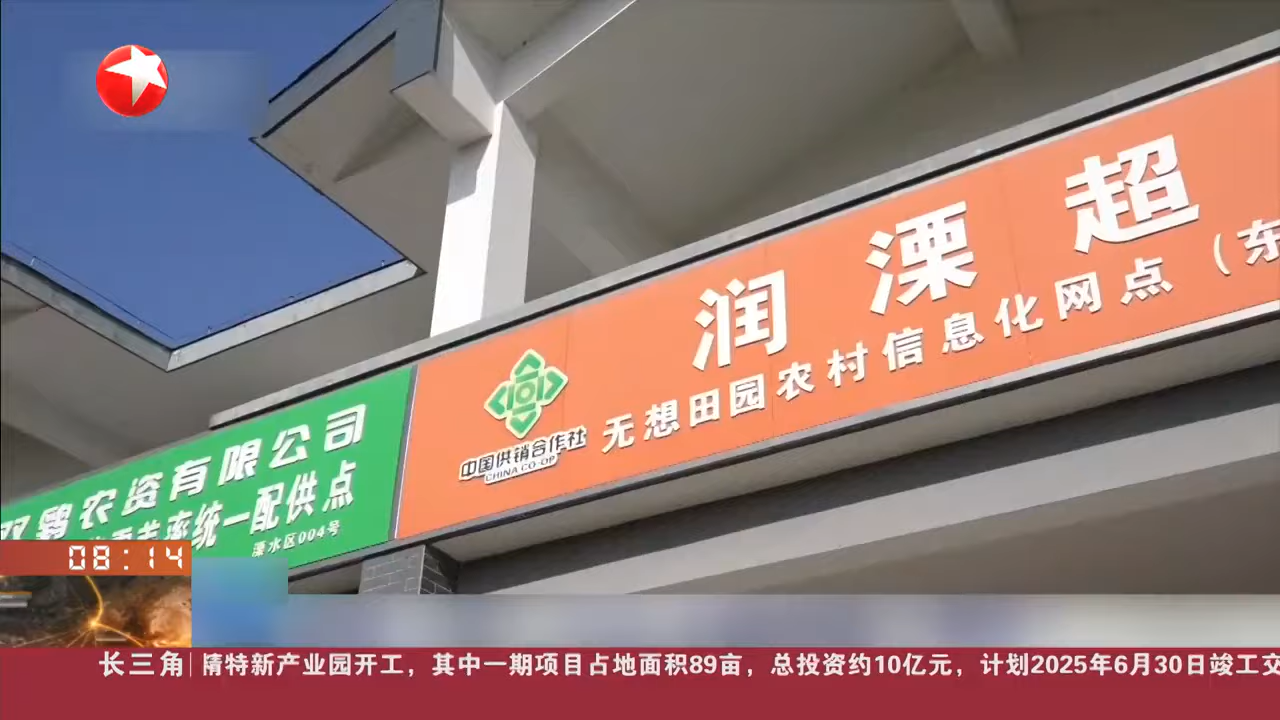 润溧超
无想田园农村信息化网点（东
中国供销合作社
CHINA CO-OP
农资有限公司
统一配供点
溧水区004号
08:14
长三角
精特新产业园开工，其中一期项目占地面积89亩，总投资约10亿元，计划2025年6月30日竣工交